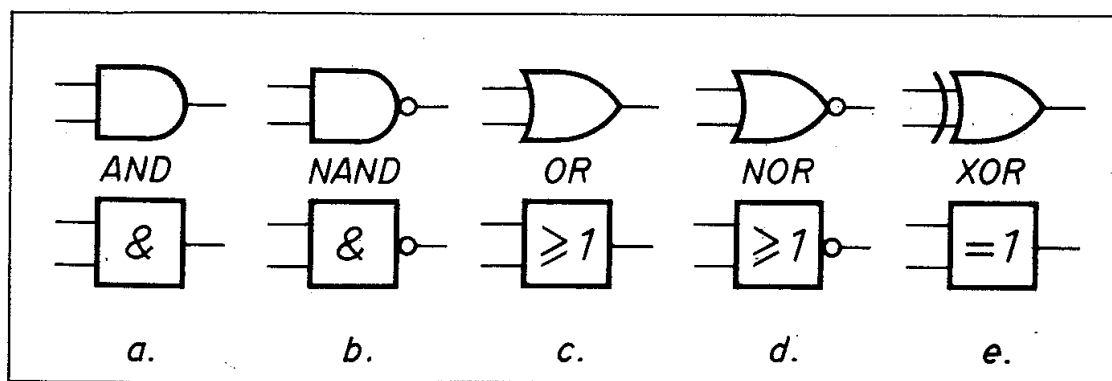 AND NAND OR NOR XOR
& & ⩾1 ⩾1 =1
a. b. c. d. e.